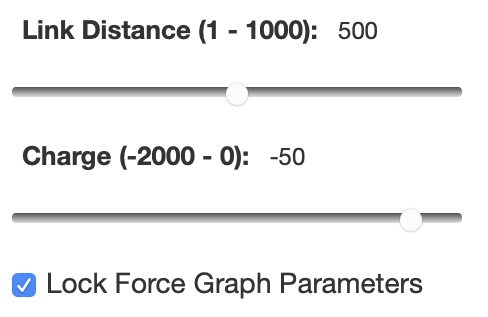 Link Distance (1 - 1000): 500
Charge (-2000 - 0): -50
Lock Force Graph Parameters